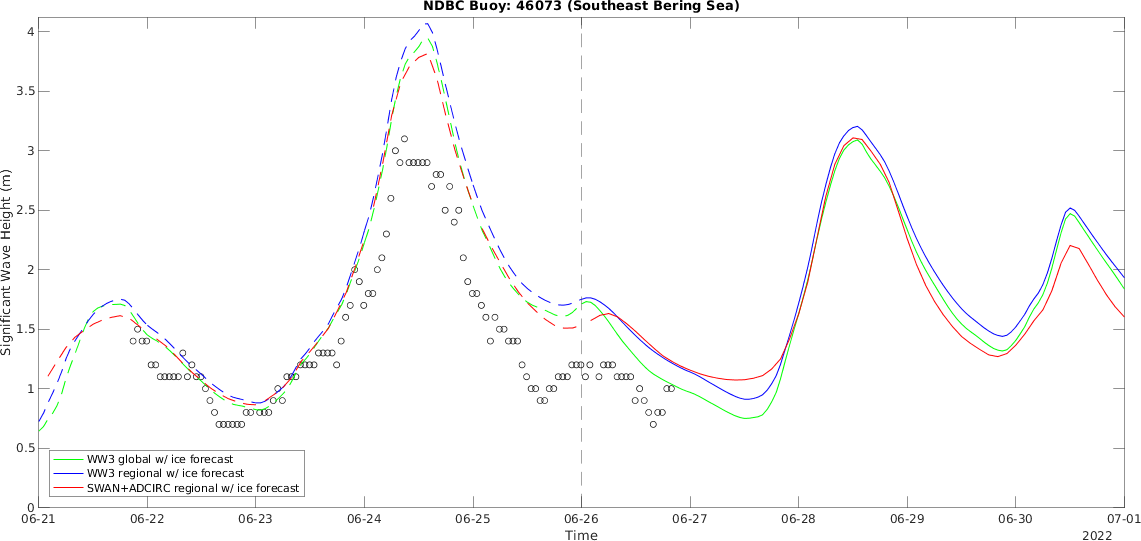 NDBC Buoy: 46073 (Southeast Bering Sea)
4
3.5
3
2.5
2
1.5
1
0.5
0
Significant Wave Height (m)
WW3 global w/ ice forecast
WW3 regional w/ ice forecast
SWAN+ADCIRC regional w/ ice forecast
06-21 06-22 06-23 06-24 06-25 06-26 06-27 06-28 06-29 06-30 07-01
Time
2022